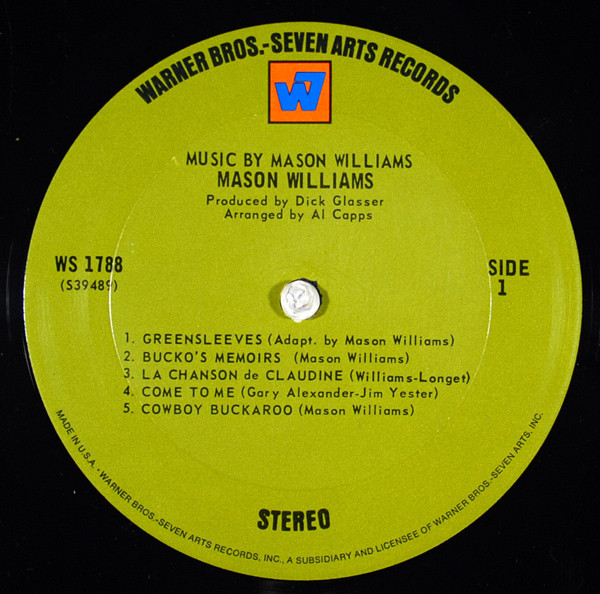 WARNER BROS.-SEVEN ARTS RECORDS
W7
MUSIC BY MASON WILLIAMS
MASON WILLIAMS
Produced by Dick Glasser
Arranged by Al Capps
WS 1788
(S39489)
SIDE
1
1. GREENSLEEVES (Adapt. by Mason Williams)
2. BUCKO'S MEMOIRS (Mason Williams)
3. LA CHANSON de CLAUDINE (Williams-Longet)
4. COME TO ME (Gary Alexander-Jim Yester)
5. COWBOY BUCKAROO (Mason Williams)
STEREO
MADE IN U.S.A. • WARNER BROS.-SEVEN ARTS RECORDS, INC., A SUBSIDIARY AND LICENSEE OF WARNER BROS.-SEVEN ARTS, INC.